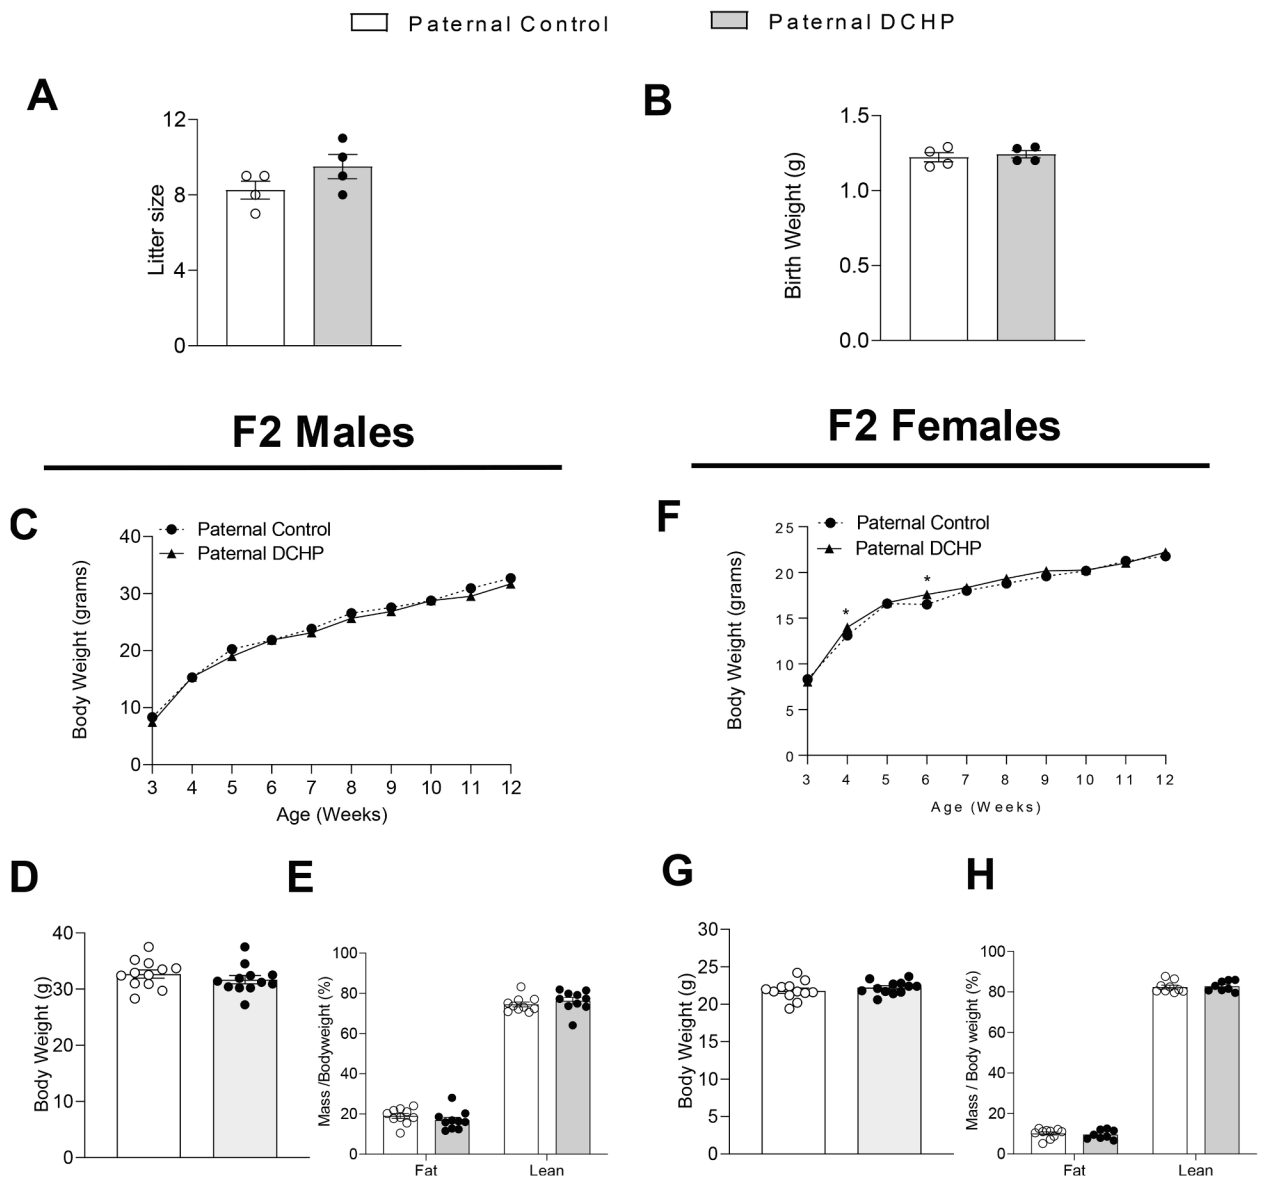 Paternal Control
Paternal DCHP
A
12
8
4
0
Litter size
B
1.5
1.0
0.5
0.0
Birth Weight (g)
F2 Males
F2 Females
C
Paternal Control
Paternal DCHP
40
30
20
10
0
Body Weight (grams)
3 4 5 6 7 8 9 10 11 12
Age (Weeks)
F
Paternal Control
Paternal DCHP
25
20
15
10
5
0
Body Weight (grams)
*
*
3 4 5 6 7 8 9 10 11 12
Age (Weeks)
D
40
30
20
10
0
Body Weight (g)
E
100
80
60
40
20
0
Mass /Bodyweight (%)
Fat Lean
G
30
25
20
15
10
5
0
Body Weight (g)
H
100
80
60
40
20
0
Mass / Body weight (%)
Fat Lean